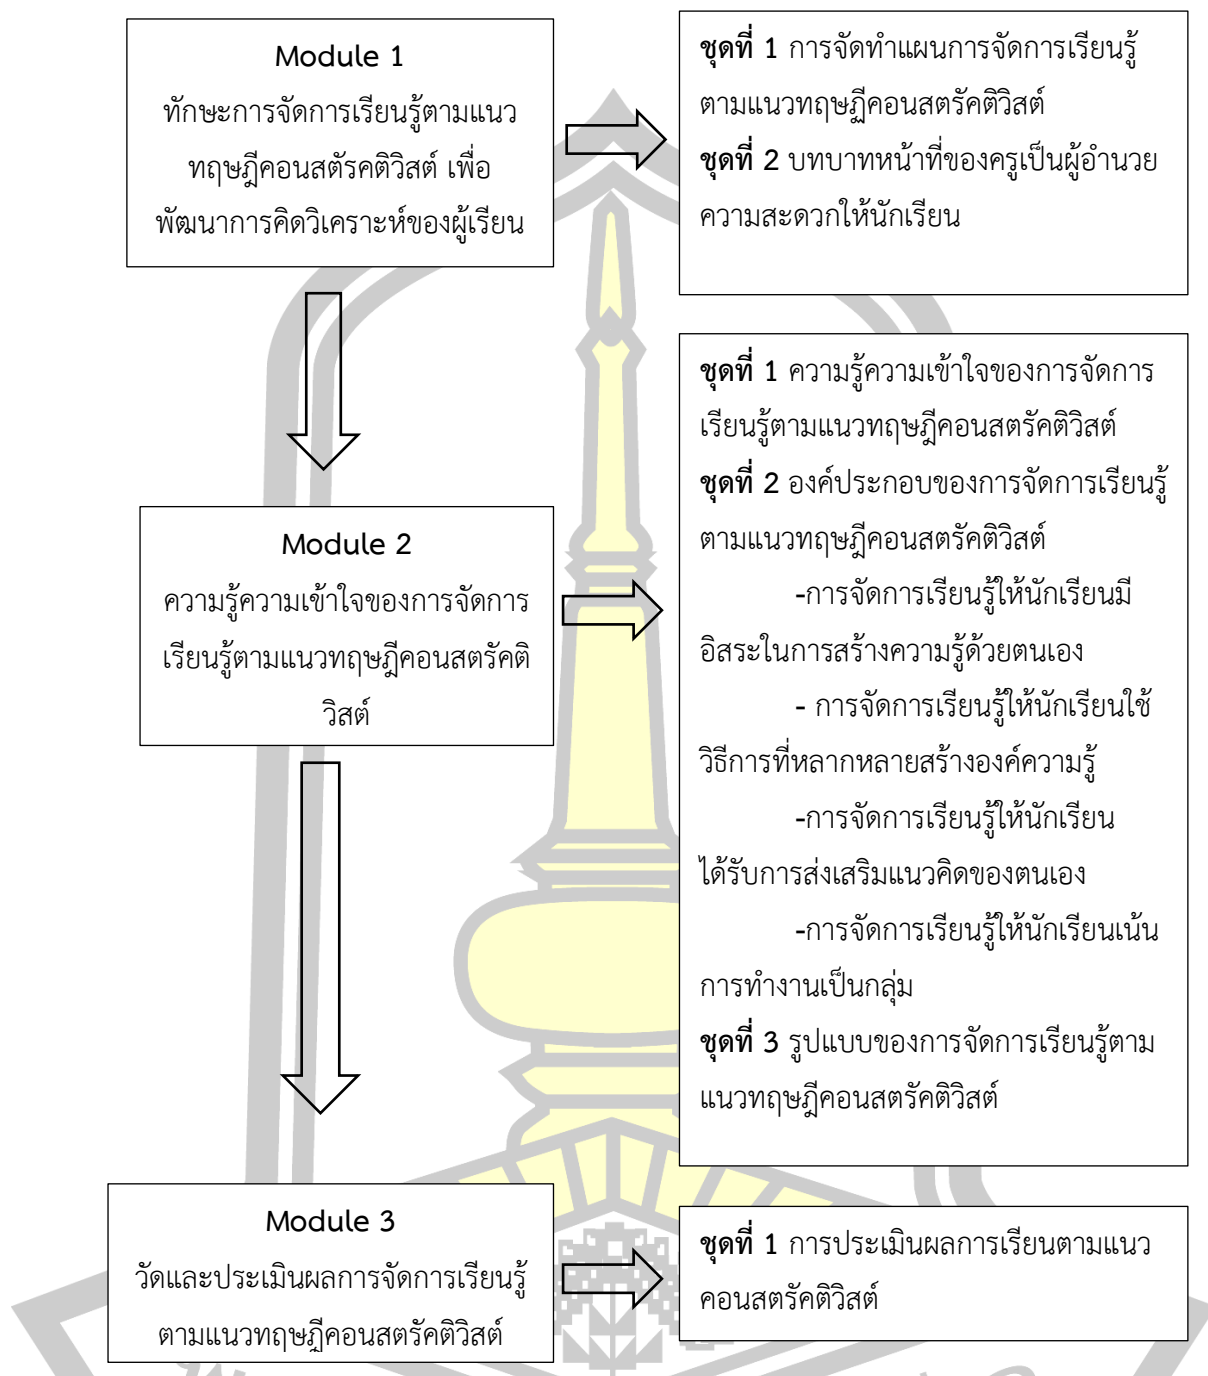 Module 1
ทักษะการจัดการเรียนรู้ตามแนว
ทฤษฎีคอนสตัรคติวิสต์ เพื่อ
พัฒนาการคิดวิเคราะห์ของผู้เรียน
ชุดที่ 1 การจัดทำแผนการจัดการเรียนรู้
ตามแนวทฤษฏีคอนสตรัคติวิสต์
ชุดที่ 2 บทบาทหน้าที่ของครูเป็นผู้อำนวย
ความสะดวกให้นักเรียน
Module 2
ความรู้ความเข้าใจของการจัดการ
เรียนรู้ตามแนวทฤษฎีคอนสตรัคติ
วิสต์
ชุดที่ 1 ความรู้ความเข้าใจของการจัดการ
เรียนรู้ตามแนวทฤษฎีคอนสตรัคติวิสต์
ชุดที่ 2 องค์ประกอบของการจัดการเรียนรู้
ตามแนวทฤษฎีคอนสตรัคติวิสต์
-การจัดการเรียนรู้ให้นักเรียนมี
อิสระในการสร้างความรู้ด้วยตนเอง
- การจัดการเรียนรู้ให้นักเรียนใช้
วิธีการที่หลากหลายสร้างองค์ความรู้
-การจัดการเรียนรู้ให้นักเรียน
ได้รับการส่งเสริมแนวคิดของตนเอง
-การจัดการเรียนรู้ให้นักเรียนเน้น
การทำงานเป็นกลุ่ม
ชุดที่ 3 รูปแบบของการจัดการเรียนรู้ตาม
แนวทฤษฎีคอนสตรัคติวิสต์
Module 3
วัดและประเมินผลการจัดการเรียนรู้
ตามแนวทฤษฎีคอนสตรัคติวิสต์
ชุดที่ 1 การประเมินผลการเรียนตามแนว
คอนสตรัคติวิสต์